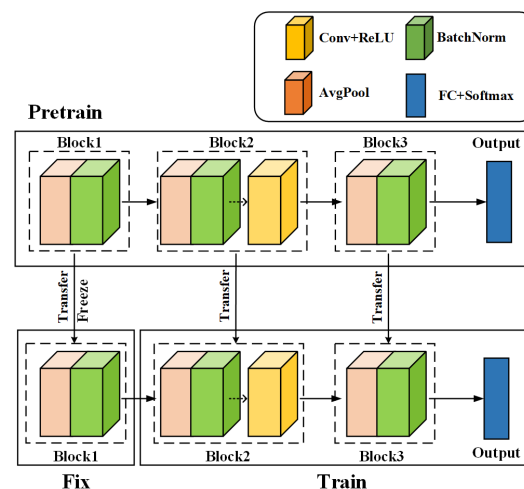 Conv+ReLU
BatchNorm
AvgPool
FC+Softmax
Pretrain
Block1
Block2
Block3
Output
Transfer
Freeze
Transfer
Transfer
Block1
Block2
Block3
Output
Fix
Train